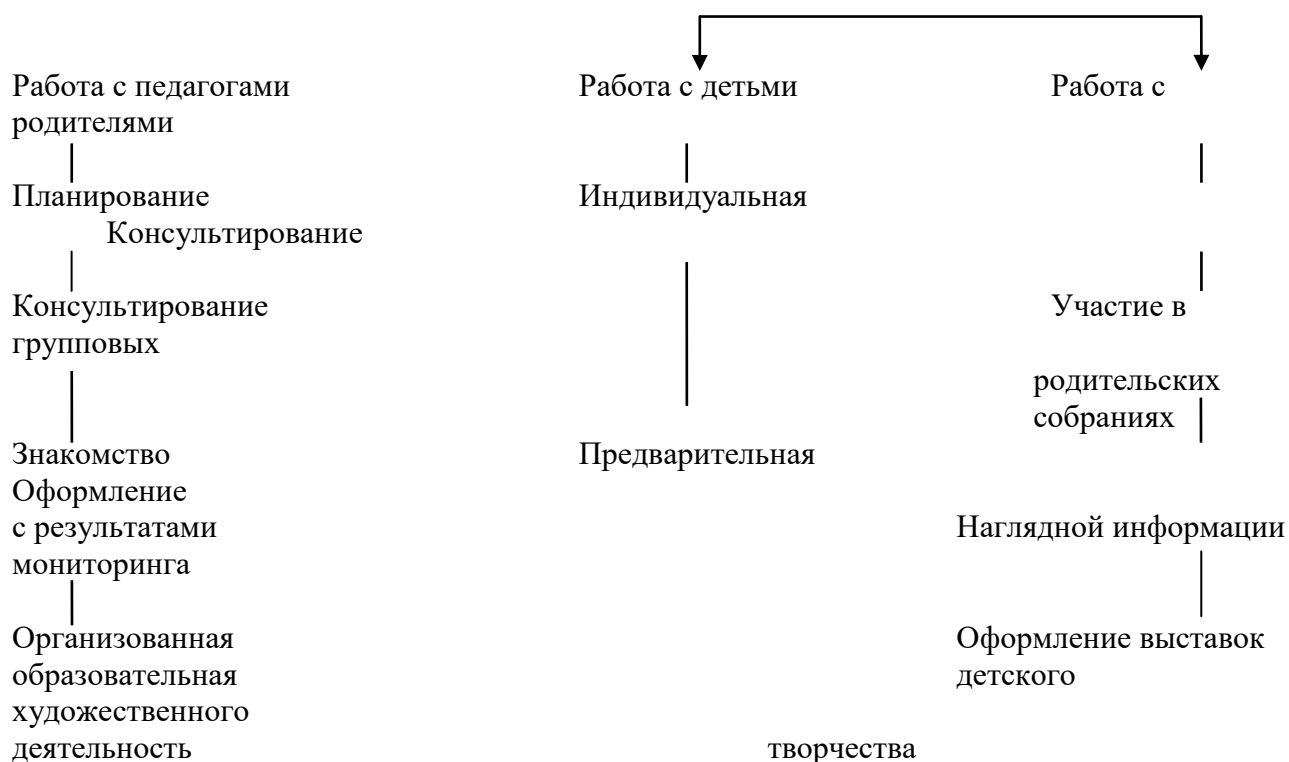 Работа с педагогами Работа с детьми Работа с
родителями
Планирование Индивидуальная
Консультирование
Консультирование Участие в
групповых
родительских
собраниях
Знакомство Предварительная
Оформление
с результатами Наглядной информации
мониторинга
Организованная Оформление выставок
образовательная детского
художественного
деятельность творчества